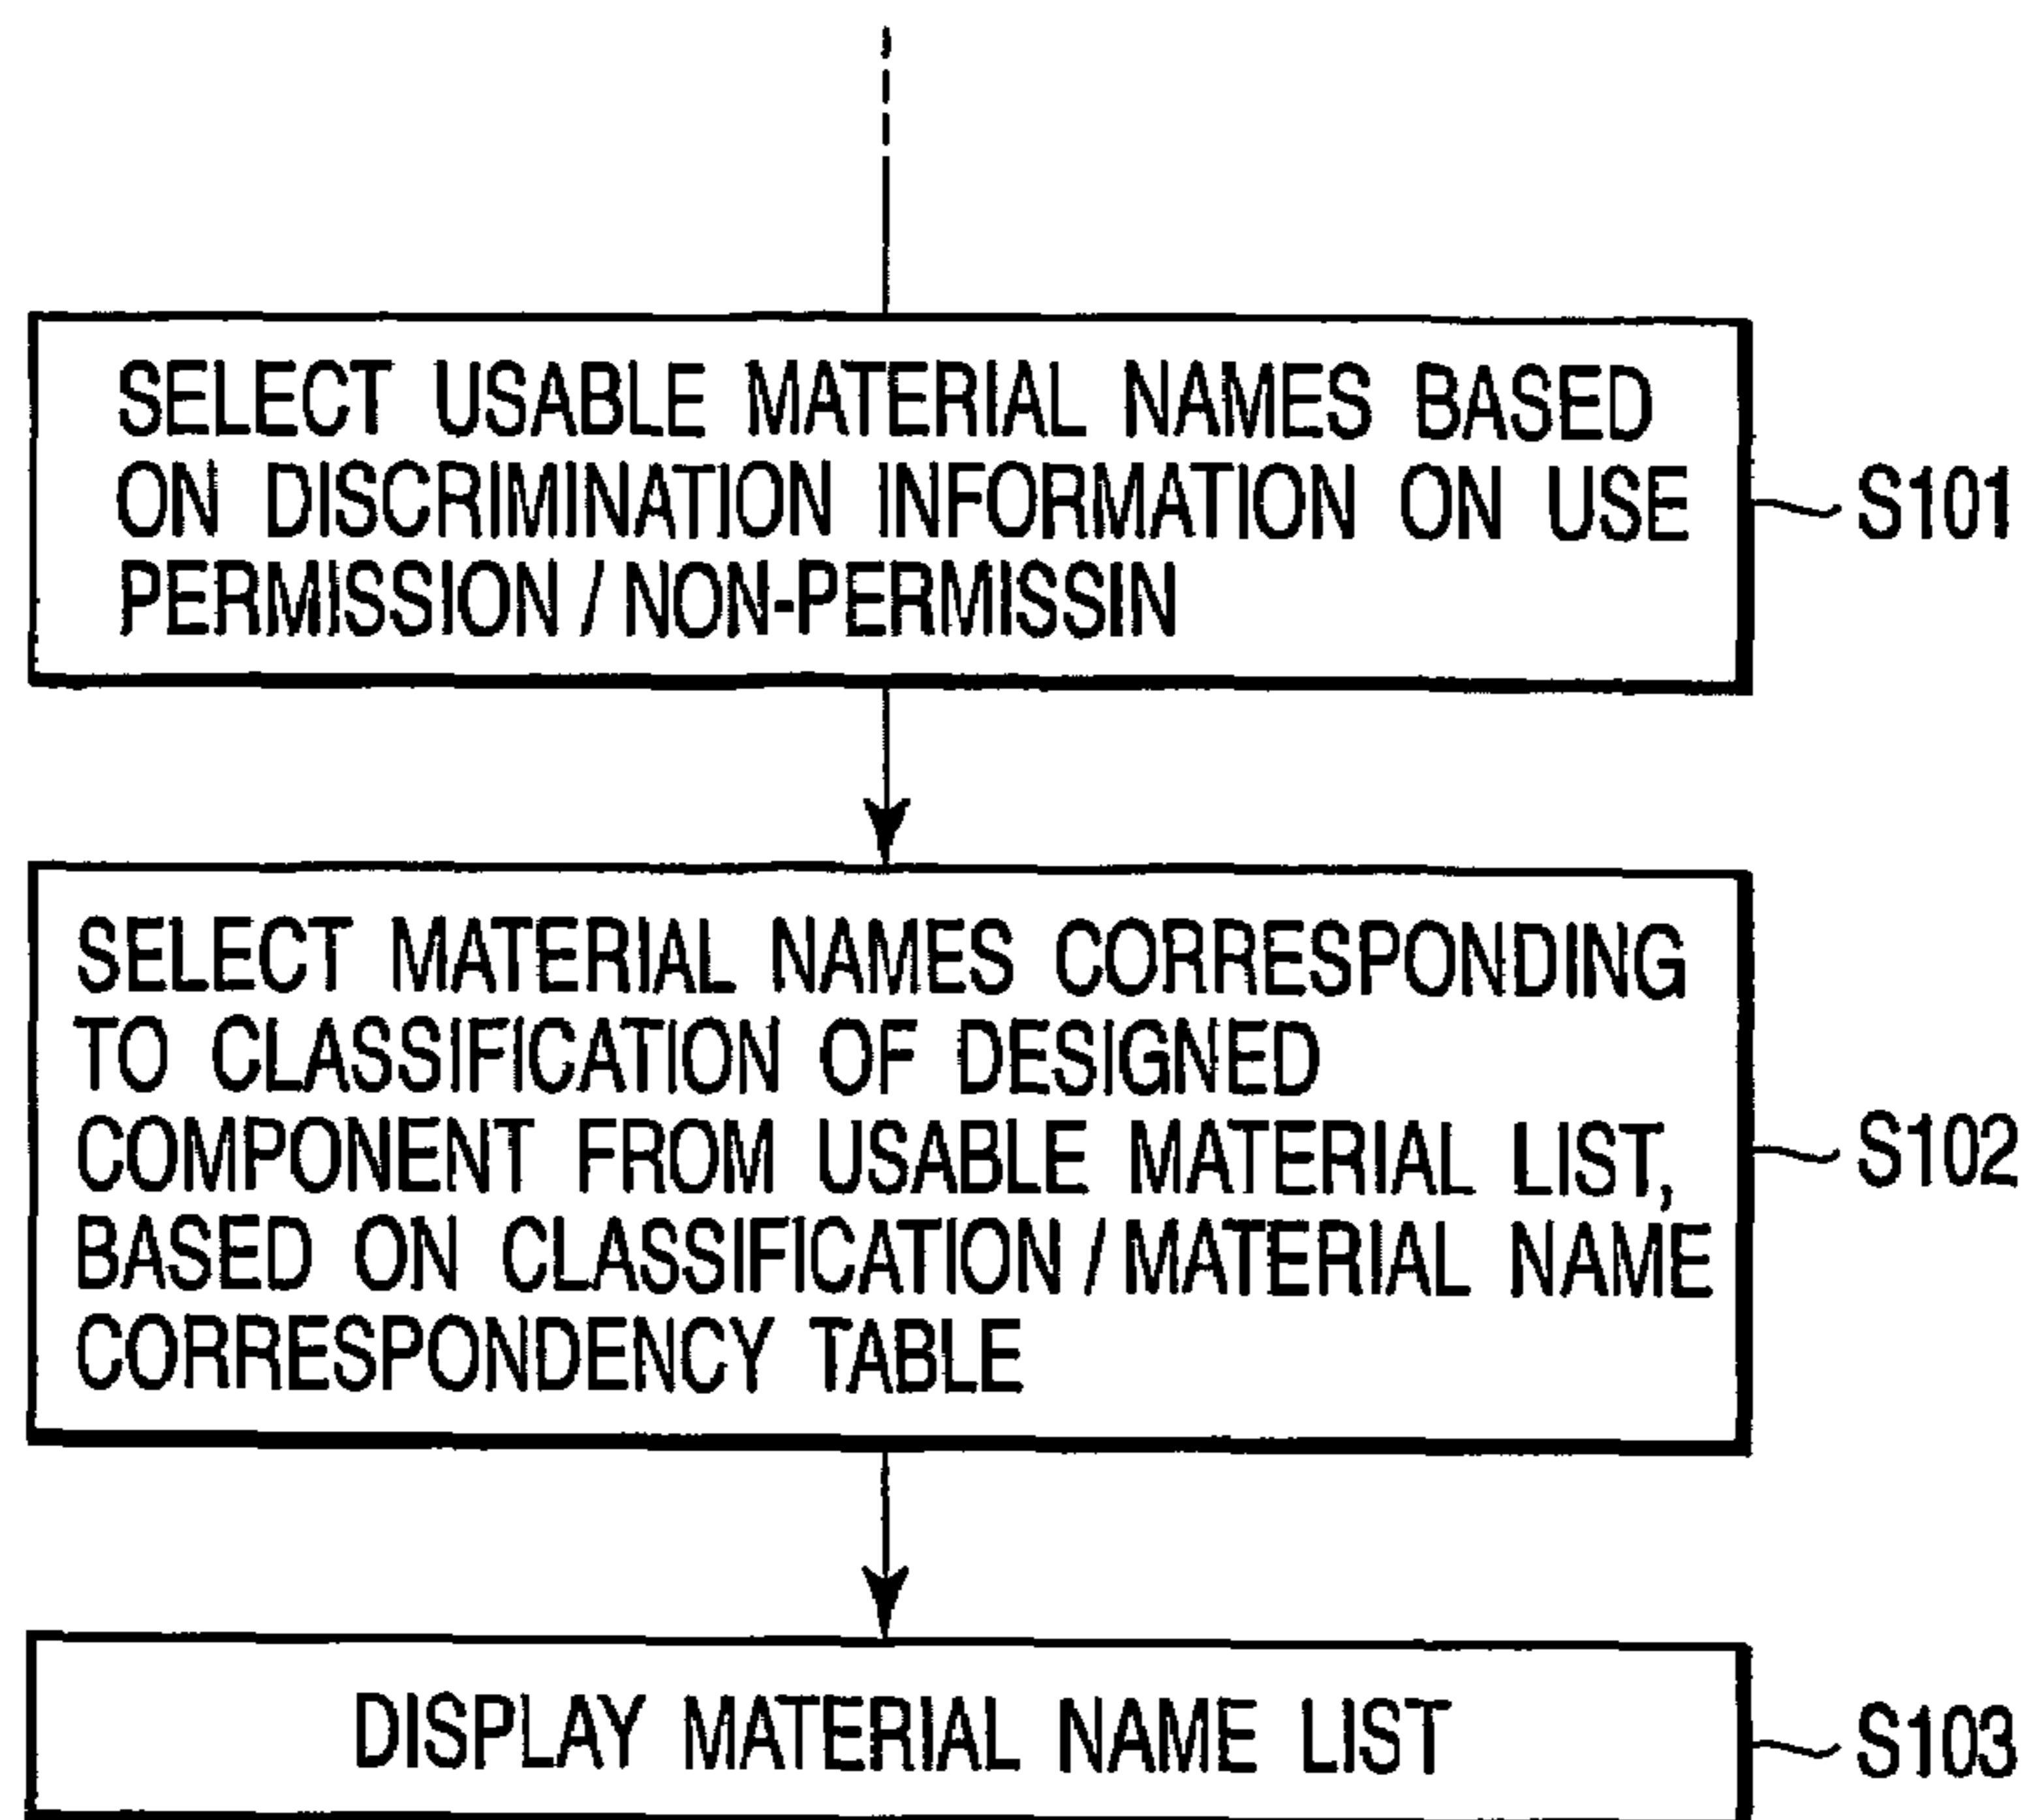 SELECT USABLE MATERIAL NAMES BASED
ON DISCRIMINATION INFORMATION ON USE
PERMISSION / NON-PERMISSIN
S101
SELECT MATERIAL NAMES CORRESPONDING
TO CLASSIFICATION OF DESIGNED
COMPONENT FROM USABLE MATERIAL LIST,
BASED ON CLASSIFICATION / MATERIAL NAME
CORRESPONDENCY TABLE
S102
DISPLAY MATERIAL NAME LIST
S103